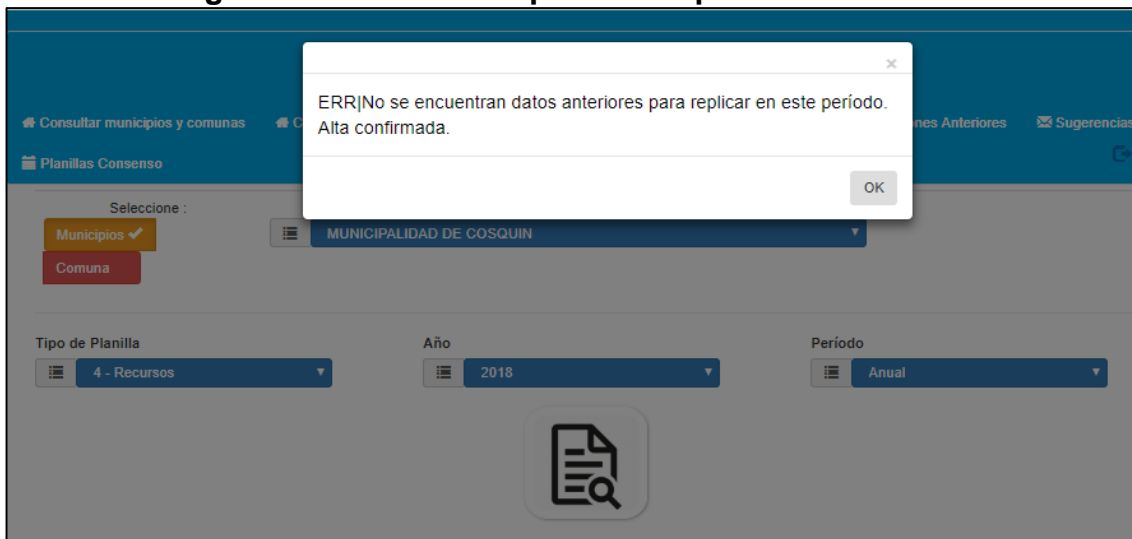 ×
ERR|No se encuentran datos anteriores para replicar en este período.
Alta confirmada.
OK
Consultar municipios y comunas
Anteriores
Sugerencias
Planillas Consenso
Seleccione :
Municipios
MUNICIPALIDAD DE COSQUIN
Comuna
Tipo de Planilla Año Período
4 - Recursos 2018 Anual